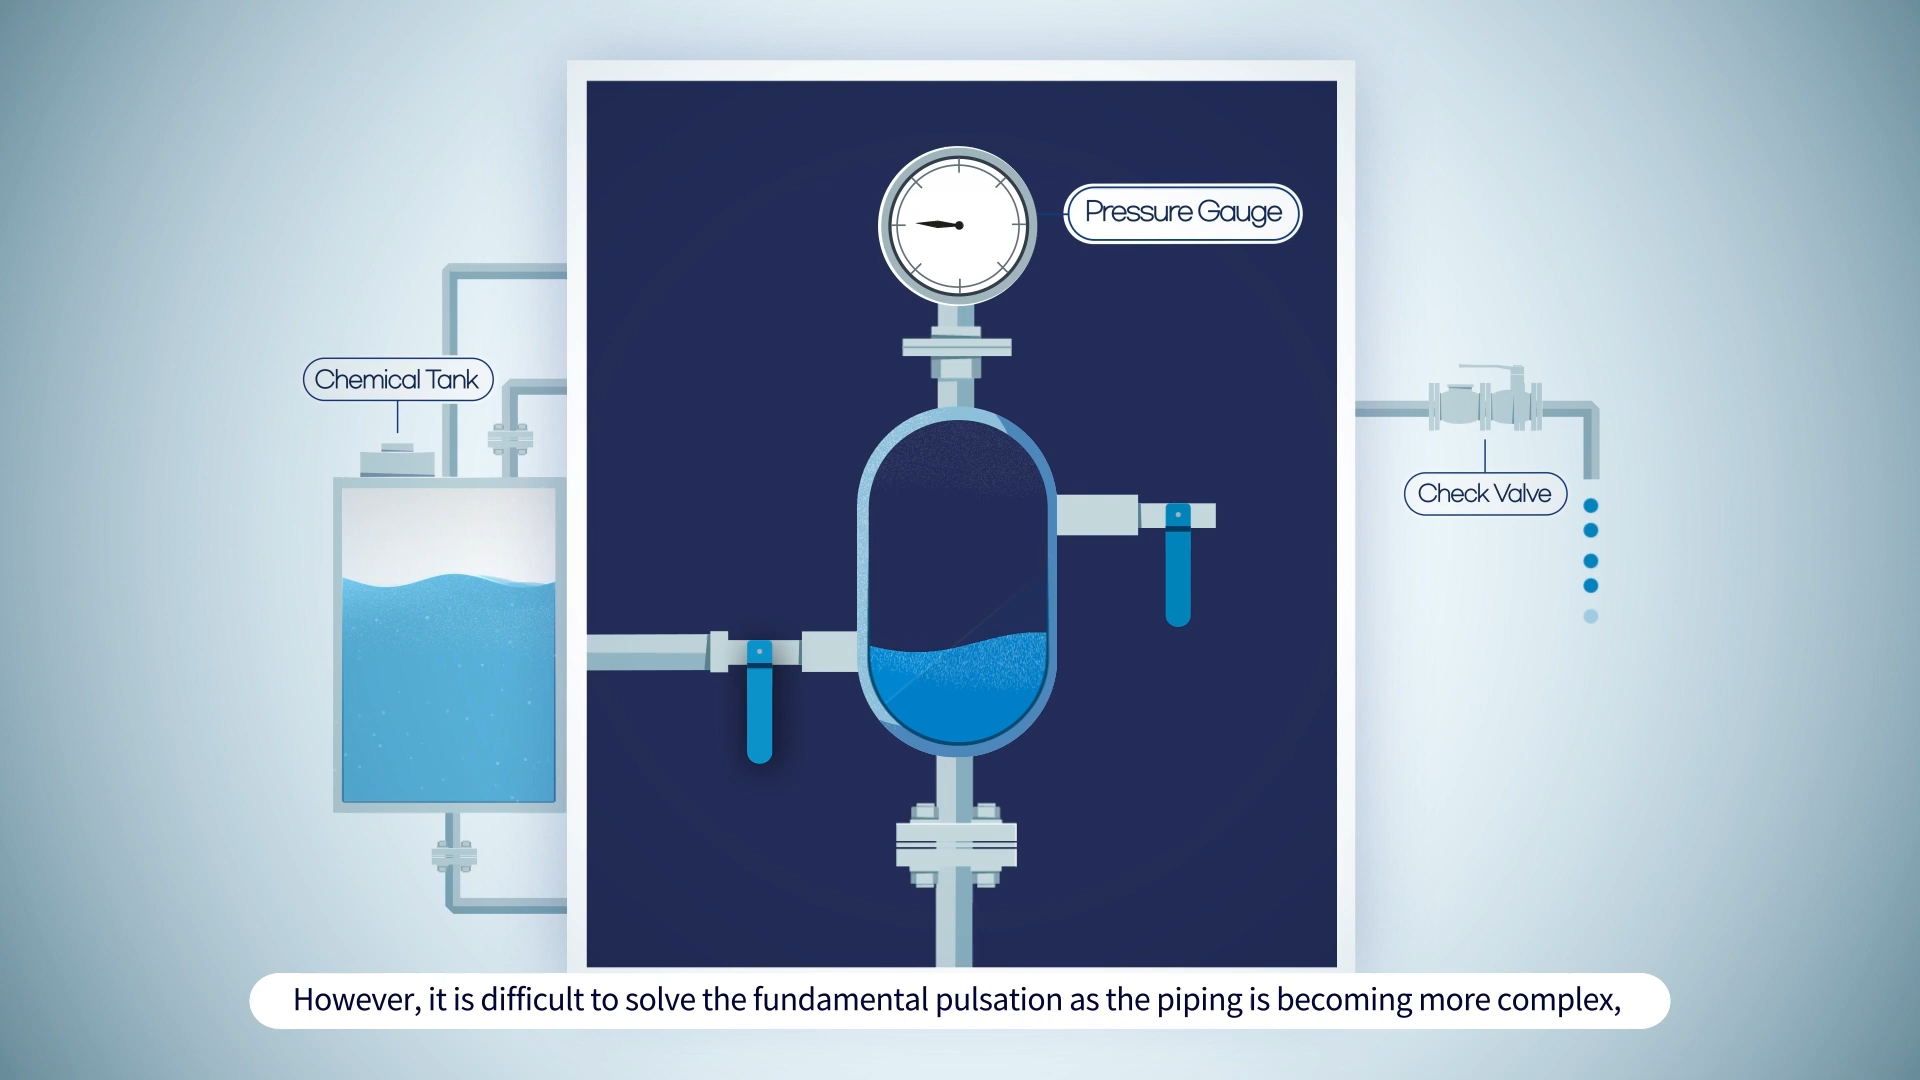 Pressure Gauge
Chemical Tank
Check Valve
However, it is difficult to solve the fundamental pulsation as the piping is becoming more complex,